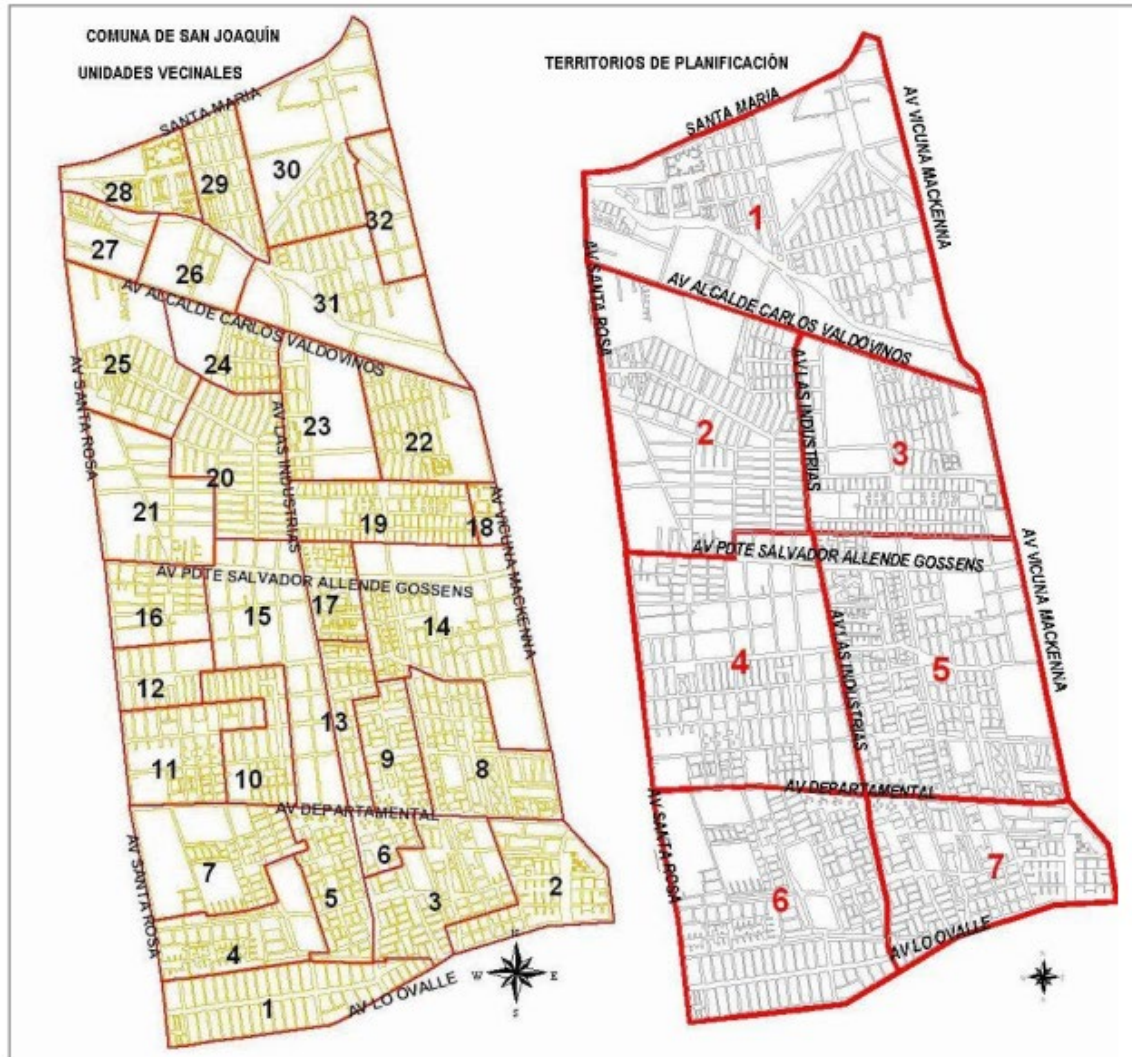 COMUNA DE SAN JOAQUÍN
UNIDADES VECINALES
SANTA MARIA
28
29
30
32
27
26
31
AV ALCALDE CARLOS VALDOVINOS
25
24
AV SANTA ROSA
AV LAS INDUSTRIAS
23
22
20
21
19
18
AV VICUNA MACKENNA
AV PDTE SALVADOR ALLENDE GOSSENS
16
15
17
14
12
13
11
10
9
8
AV DEPARTAMENTAL
AV SANTA ROSA
7
6
5
3
2
4
1
AV LO OVALLE
W
E
S
TERRITORIOS DE PLANIFICACIÓN
SANTA MARIA
AV VICUNA MACKENNA
1
AV SANTA ROSA
AV ALCALDE CARLOS VALDOVINOS
AV LAS INDUSTRIAS
2
3
AV PDTE SALVADOR ALLENDE GOSSENS
AV VICUNA MACKENNA
4
AV LAS INDUSTRIAS
5
AV DEPARTAMENTAL
AV SANTA ROSA
6
7
AV LO OVALLE